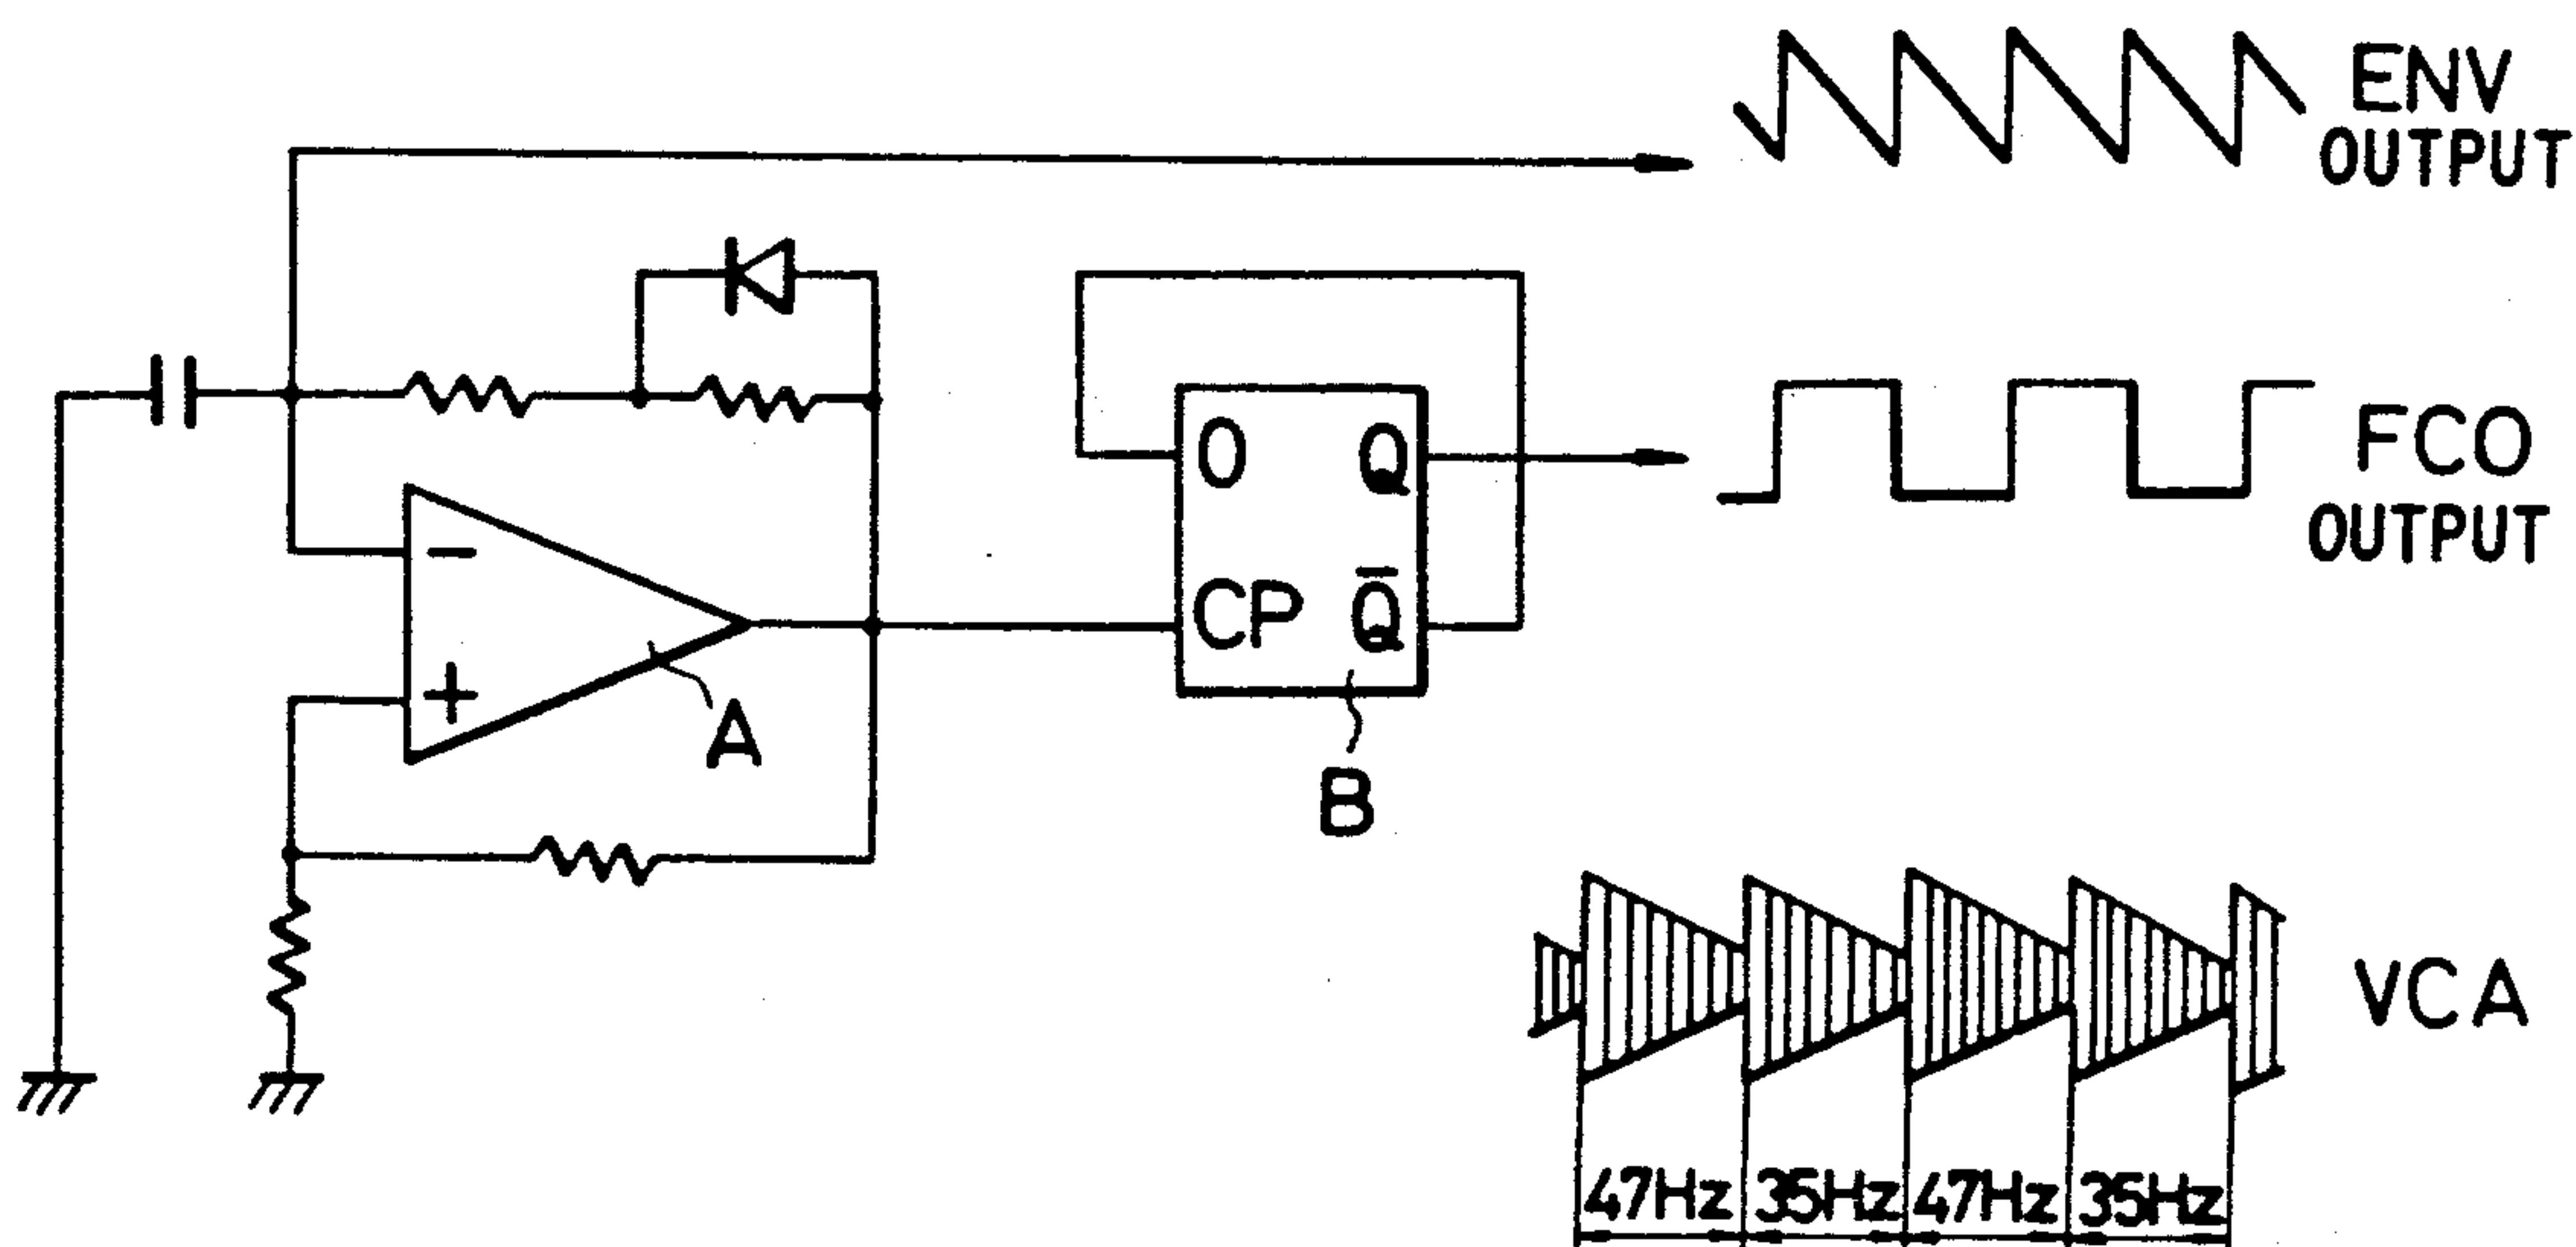 ENV
OUTPUT
O Q
FCO
OUTPUT
−
CP Q̅
+
A
B
VCA
47Hz 35Hz 47Hz 35Hz